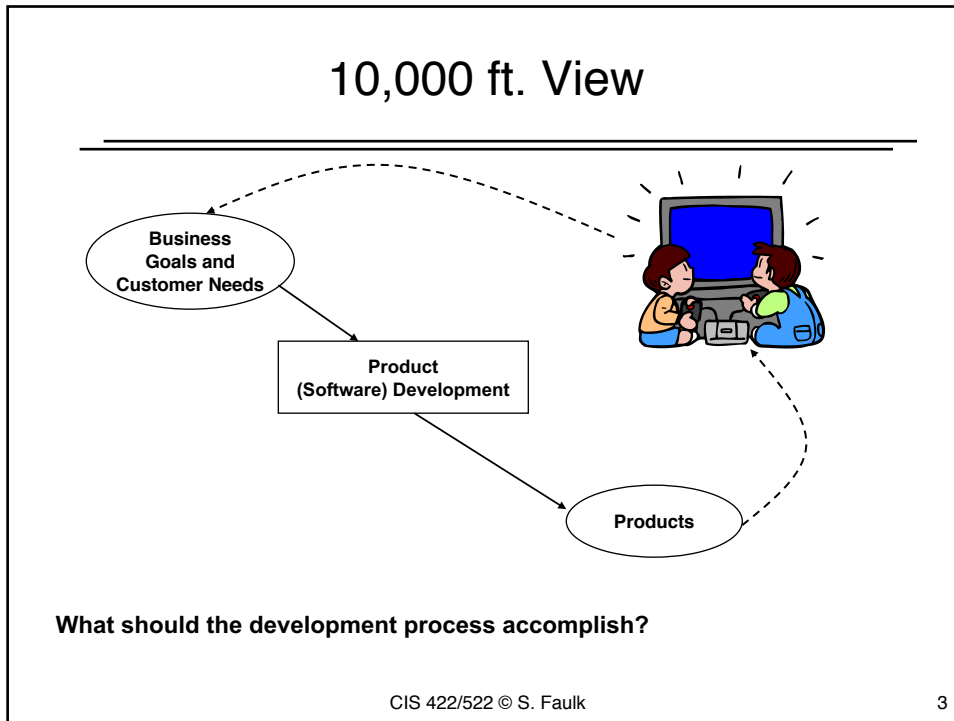 10,000 ft. View
Business
Goals and
Customer Needs
Product
(Software) Development
Products
What should the development process accomplish?
CIS 422/522 © S. Faulk
3